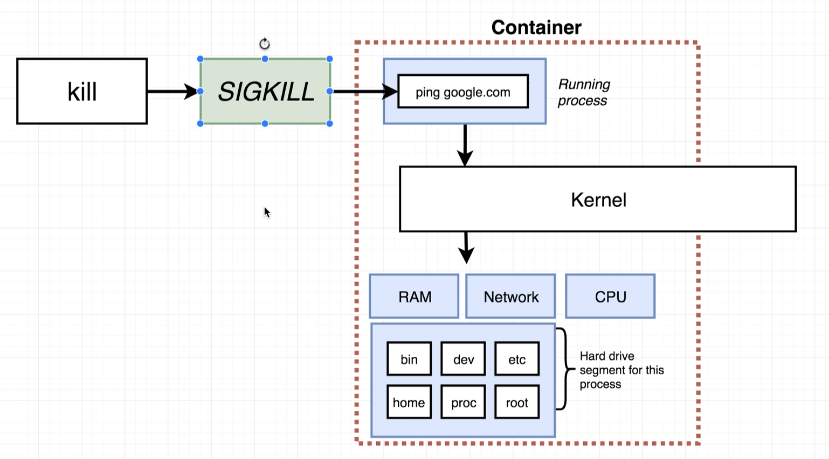 Container
kill
SIGKILL
ping google.com
Running
process
Kernel
RAM
Network
CPU
bin
dev
etc
home
proc
root
Hard drive
segment for this
process